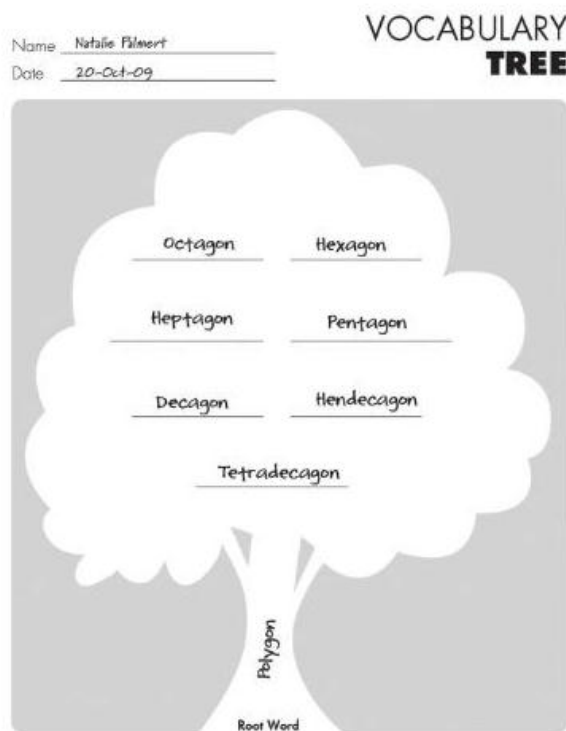 VOCABULARY
TREE
Name Natalie Palmert
Date 20-Oct-09
Octagon Hexagon
Heptagon Pentagon
Decagon Hendecagon
Tetradecagon
Polygon
Root Word